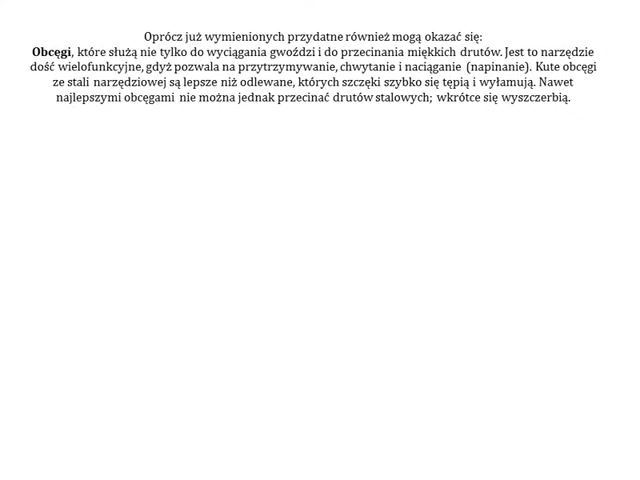 Oprócz już wymienionych przydatne również mogą okazać się:
Obcęgi, które służą nie tylko do wyciągania gwoździ i do przecinania miękkich drutów. Jest to narzędzie
dość wielofunkcyjne, gdyż pozwala na przytrzymywanie, chwytanie i naciąganie (napinanie). Kute obcęgi
ze stali narzędziowej są lepsze niż odlewane, których szczęki szybko się tępią i wyłamują. Nawet
najlepszymi obcęgami nie można jednak przecinać drutów stalowych; wkrótce się wyszczerbią.